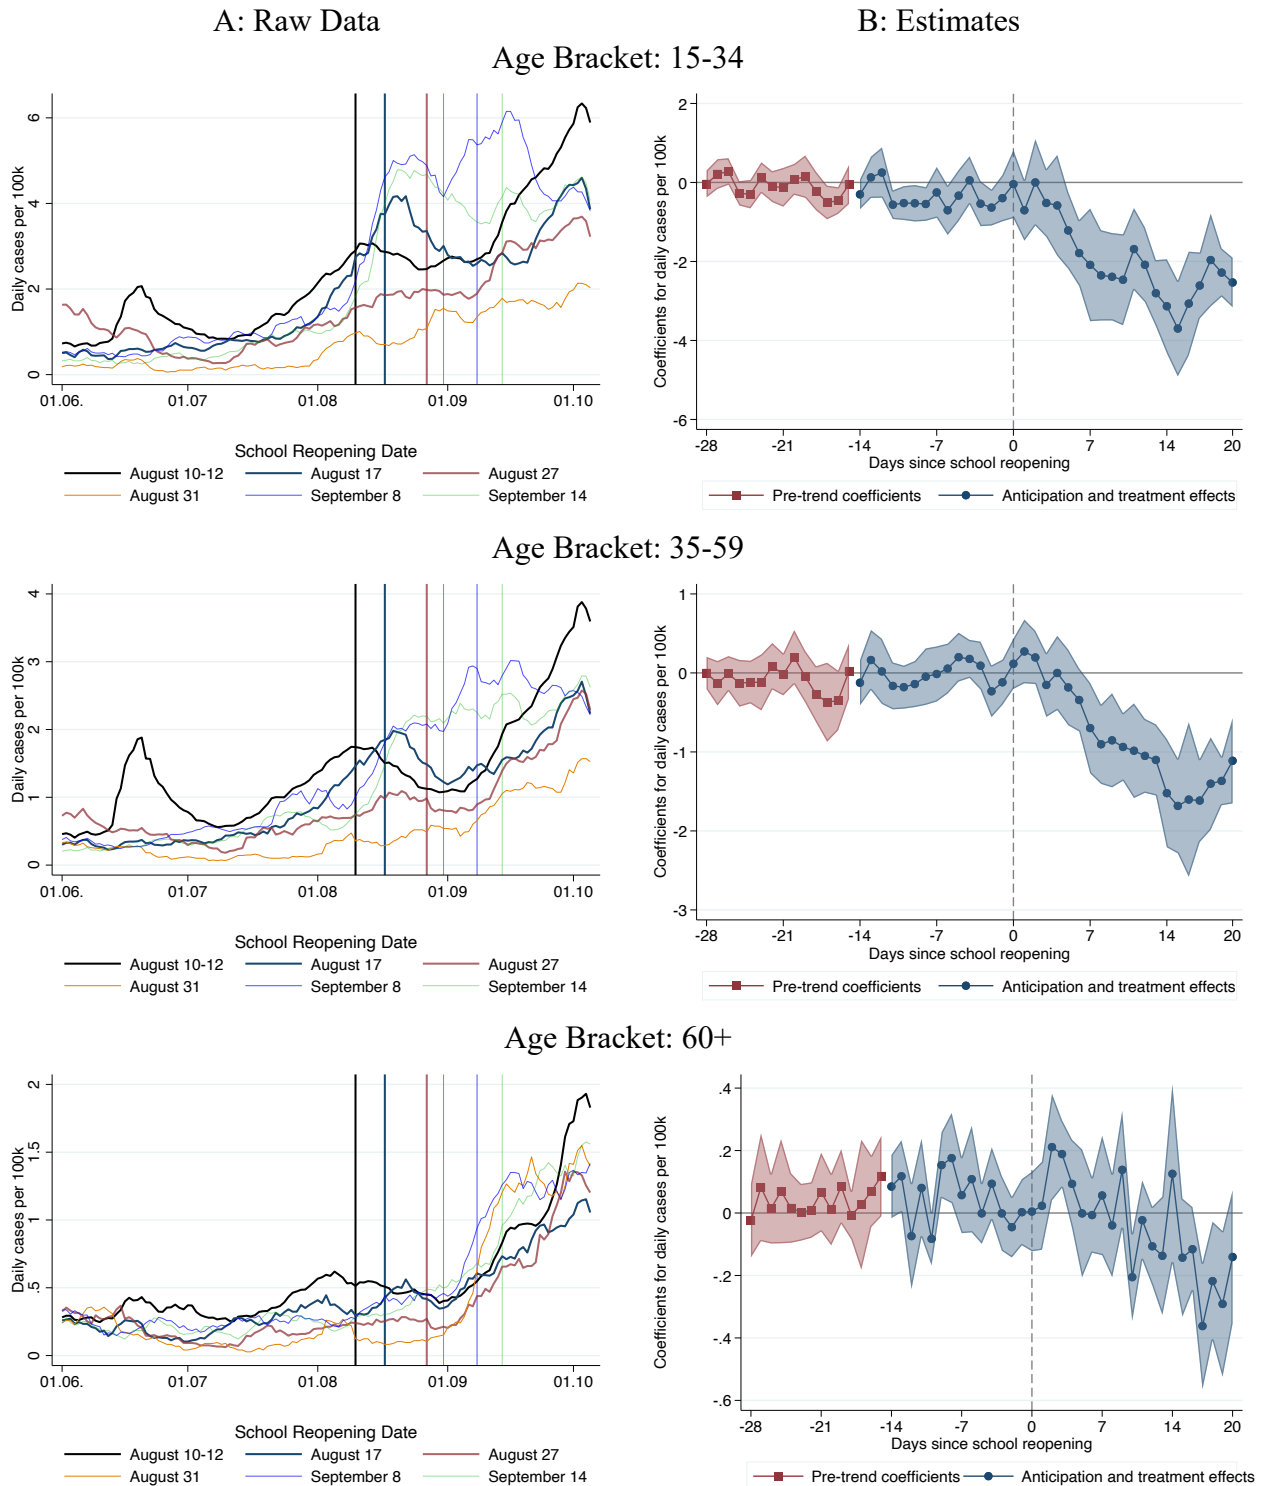 A: Raw Data
B: Estimates
Age Bracket: 15-34
Daily cases per 100k
0
2
4
6
01.06.
01.07
01.08
01.09
01.10
School Reopening Date
August 10-12
August 17
August 27
August 31
September 8
September 14
Coefficients for daily cases per 100k
2
0
-2
-4
-6
-28
-21
-14
-7
0
7
14
20
Days since school reopening
Pre-trend coefficients
Anticipation and treatment effects
Age Bracket: 35-59
Daily cases per 100k
0
1
2
3
4
01.06.
01.07
01.08
01.09
01.10
School Reopening Date
August 10-12
August 17
August 27
August 31
September 8
September 14
Coefficients for daily cases per 100k
1
0
-1
-2
-3
-28
-21
-14
-7
0
7
14
20
Days since school reopening
Pre-trend coefficients
Anticipation and treatment effects
Age Bracket: 60+
Daily cases per 100k
0
.5
1
1.5
2
01.06.
01.07
01.08
01.09
01.10
School Reopening Date
August 10-12
August 17
August 27
August 31
September 8
September 14
Coefficients for daily cases per 100k
.4
.2
0
-.2
-.4
-.6
-28
-21
-14
-7
0
7
14
20
Days since school reopening
Pre-trend coefficients
Anticipation and treatment effects